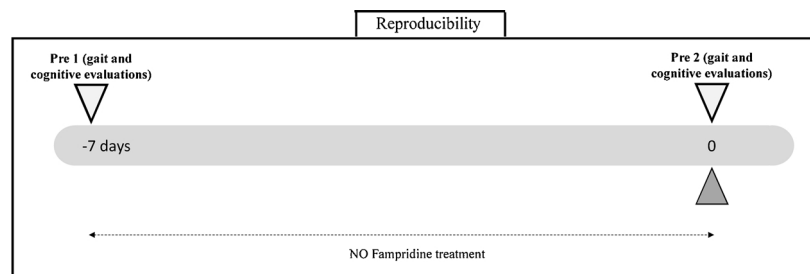 Reproducibility
Pre 1 (gait and
cognitive evaluations)
Pre 2 (gait and
cognitive evaluations)
-7 days
0
NO Fampridine treatment